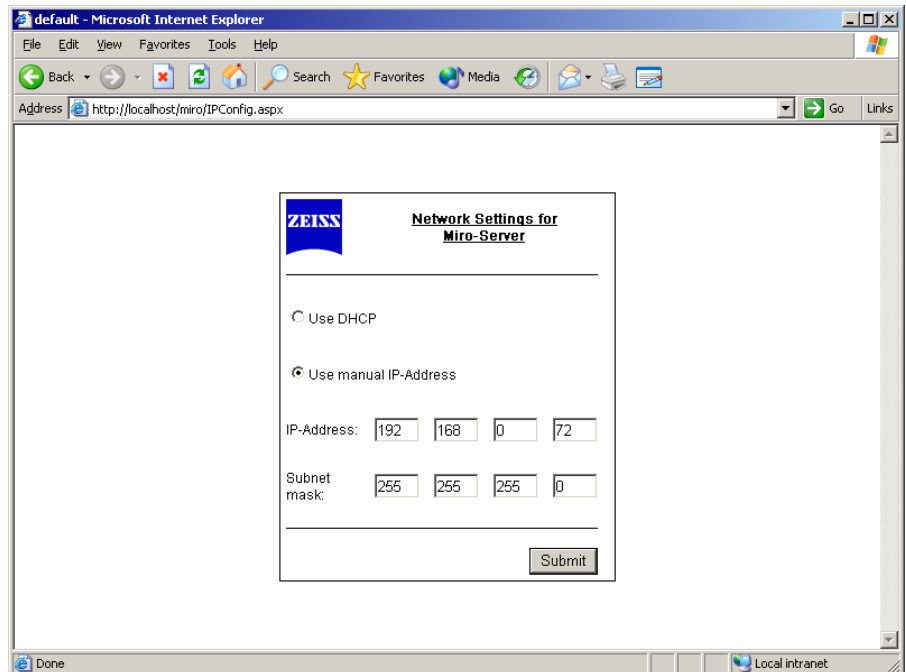 default - Microsoft Internet Explorer
File Edit View Favorites Tools Help
Back Search Favorites Media
Address http://localhost/miro/IPConfig.aspx Go Links
ZEISS
Network Settings for
Miro-Server
Use DHCP
Use manual IP-Address
IP-Address: 192 168 0 72
Subnet
mask: 255 255 255 0
Submit
Done Local intranet